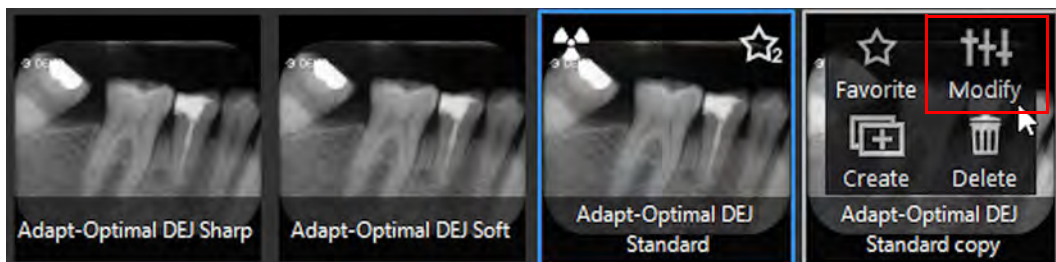 Adapt-Optimal DEJ Sharp
Adapt-Optimal DEJ Soft
2
Adapt-Optimal DEJ
Standard
Favorite
Modify
Create
Delete
Adapt-Optimal DEJ
Standard copy